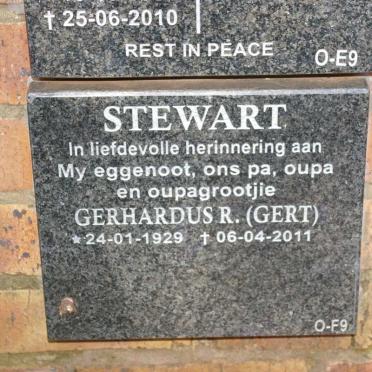 † 25-06-2010
REST IN PEACE
O-E9
STEWART
In liefdevolle herinnering aan
My eggenoot, ons pa, oupa
en oupagrootjie
GERHARDUS R. (GERT)
* 24-01-1929 † 06-04-2011
O-F9